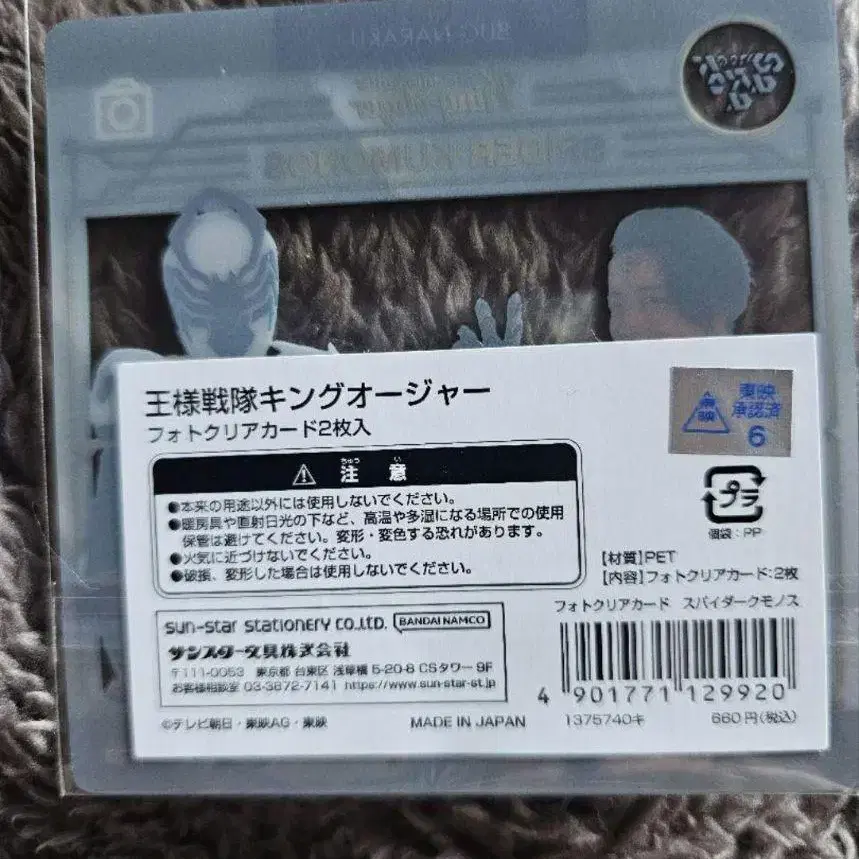 王様戦隊キングオージャー
フォトクリアカード2枚入
東映
東映
承認済
6
ちゅう い
⚠ 注 意
●本来の用途以外には使用しないでください。
●暖房具や直射日光の下など、高温や多湿になる場所での使用
保管は避けてください。変形・変色する恐れがあります。
●火気に近づけないでください。
●破損、変形した場合は使用しないでください。
プラ
個袋:PP
【材質】PET
【内容】フォトクリアカード:2枚
フォトクリアカード スパイダークモノス
sun-star stationery co.,ltd. BANDAI NAMCO
サンスター文具株式会社
〒111-0053 東京都 台東区 浅草橋 5-20-8 CSタワー 9F
お客様相談室 03-3872-7141 https://www.sun-star-st.jp
4 901771 129920
©テレビ朝日・東映AG・東映
MADE IN JAPAN
1375740キ
660円(税込)